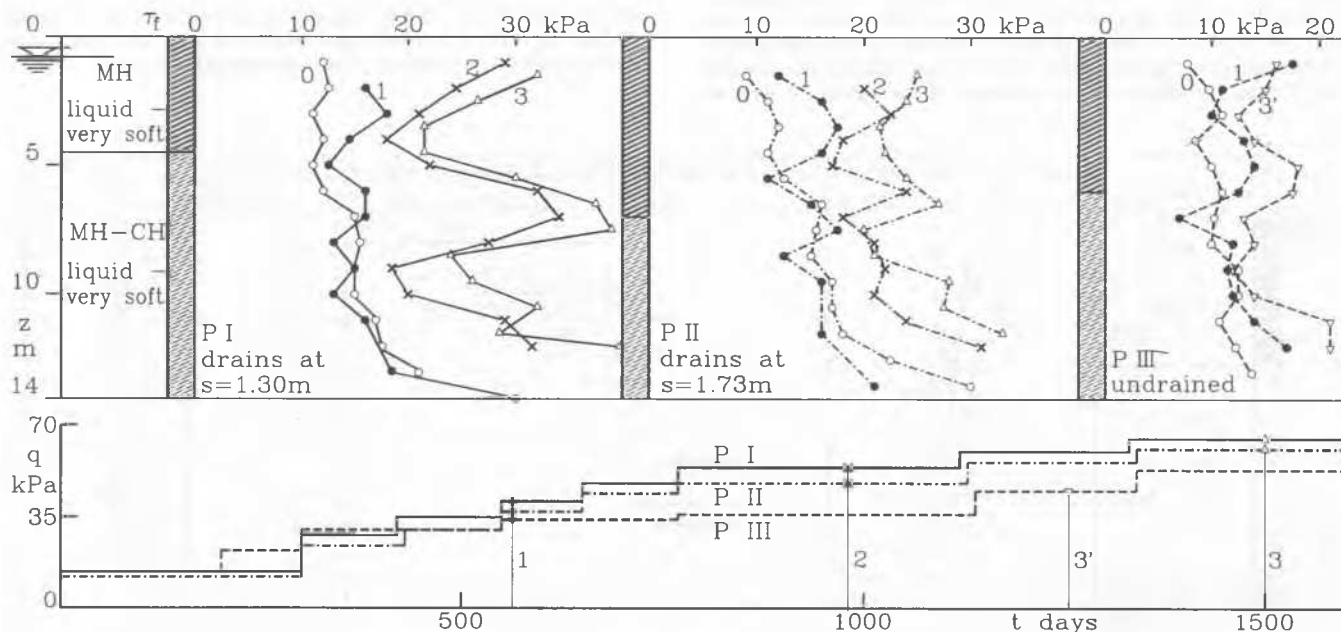 0 τf 0 10 20 30 kPa 0 10 20 30 kPa 0 10 kPa 20
MH 0 1 2 3 0 1 2 3 0 1 3'
liquid
very soft
5
MH-CH
liquid
very soft
10
z
m
14
P I
drains at
s=1.30m
P II
drains at
s=1.73m
P III
undrained
70
q
kPa
35
0
P I
P II
P III
1 2 3' 3
500 1000 t days 1500